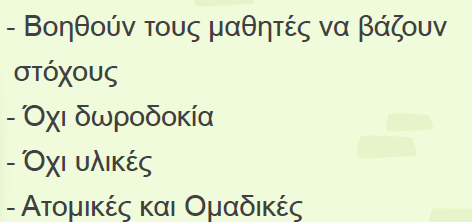 - Βοηθούν τους μαθητές να βάζουν
στόχους
- Όχι δωροδοκία
- Όχι υλικές
- Ατομικές και Ομαδικές